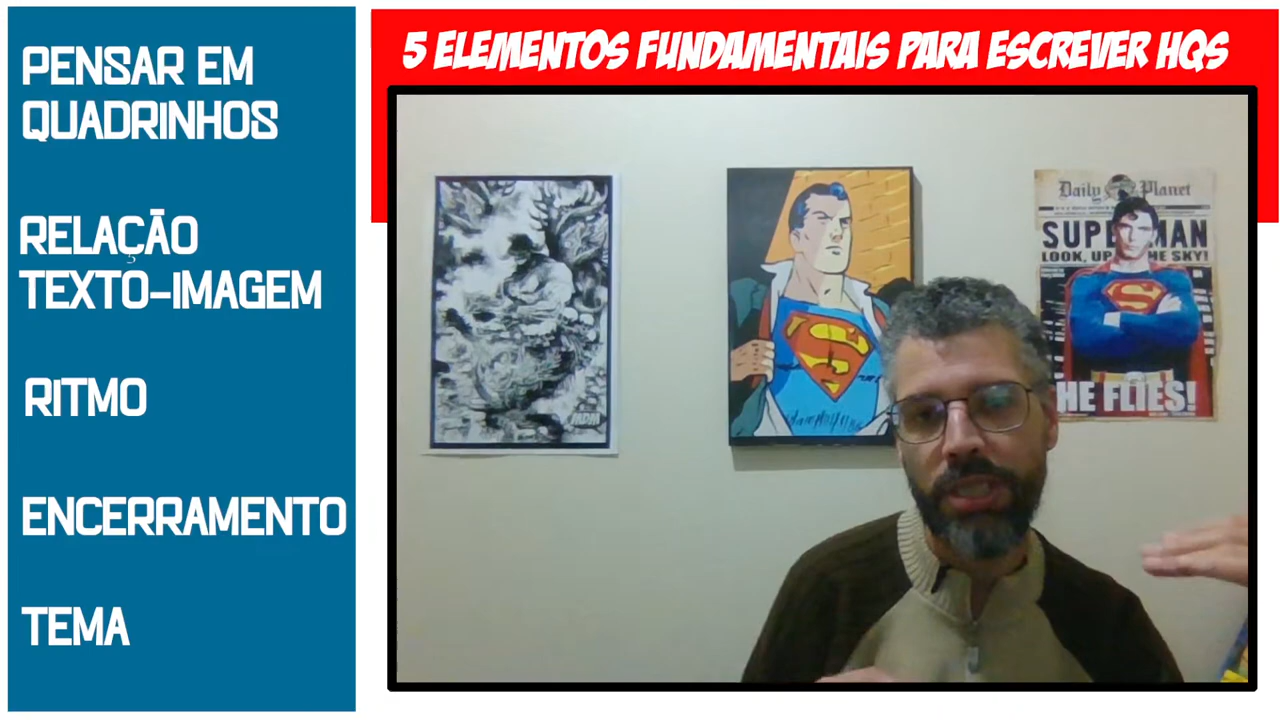 PENSAR EM
QUADRINHOS
RELAÇÃO
TEXTO-IMAGEM
RITMO
ENCERRAMENTO
TEMA
5 ELEMENTOS FUNDAMENTAIS PARA ESCREVER HQS
Daily Planet
LOOK, UP
HE FLIES!